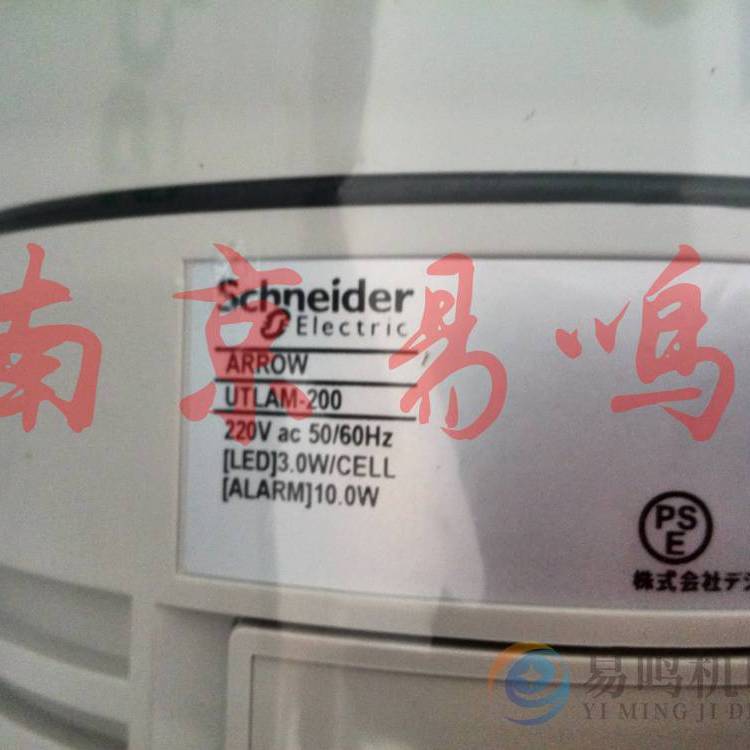 Schneider
Electric
ARROW
UTLAM-200
220V ac 50/60Hz
[LED]3.0W/CELL
[ALARM]10.0W
PS
E
株式会社デジ
南京易鸣
易鸣机
YI MING JI D